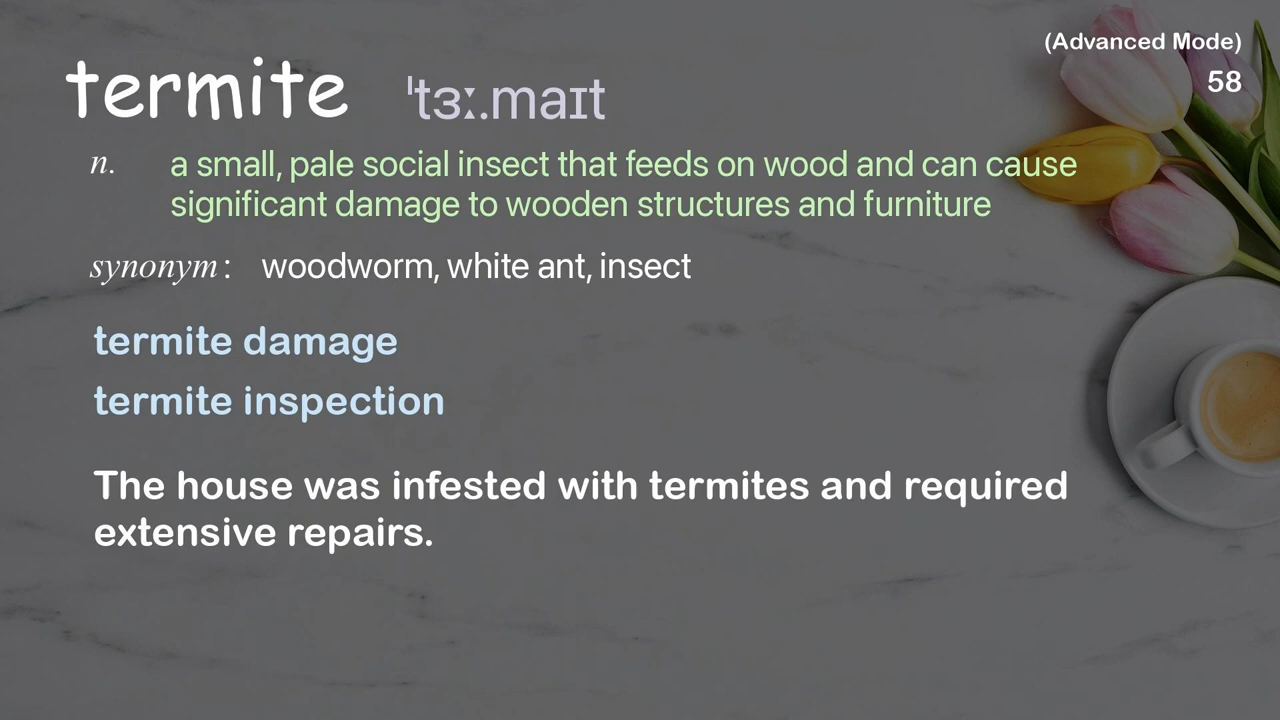 (Advanced Mode)
58
termite ˈtɜː.maɪt
n. a small, pale social insect that feeds on wood and can cause
significant damage to wooden structures and furniture
synonym: woodworm, white ant, insect
termite damage
termite inspection
The house was infested with termites and required
extensive repairs.